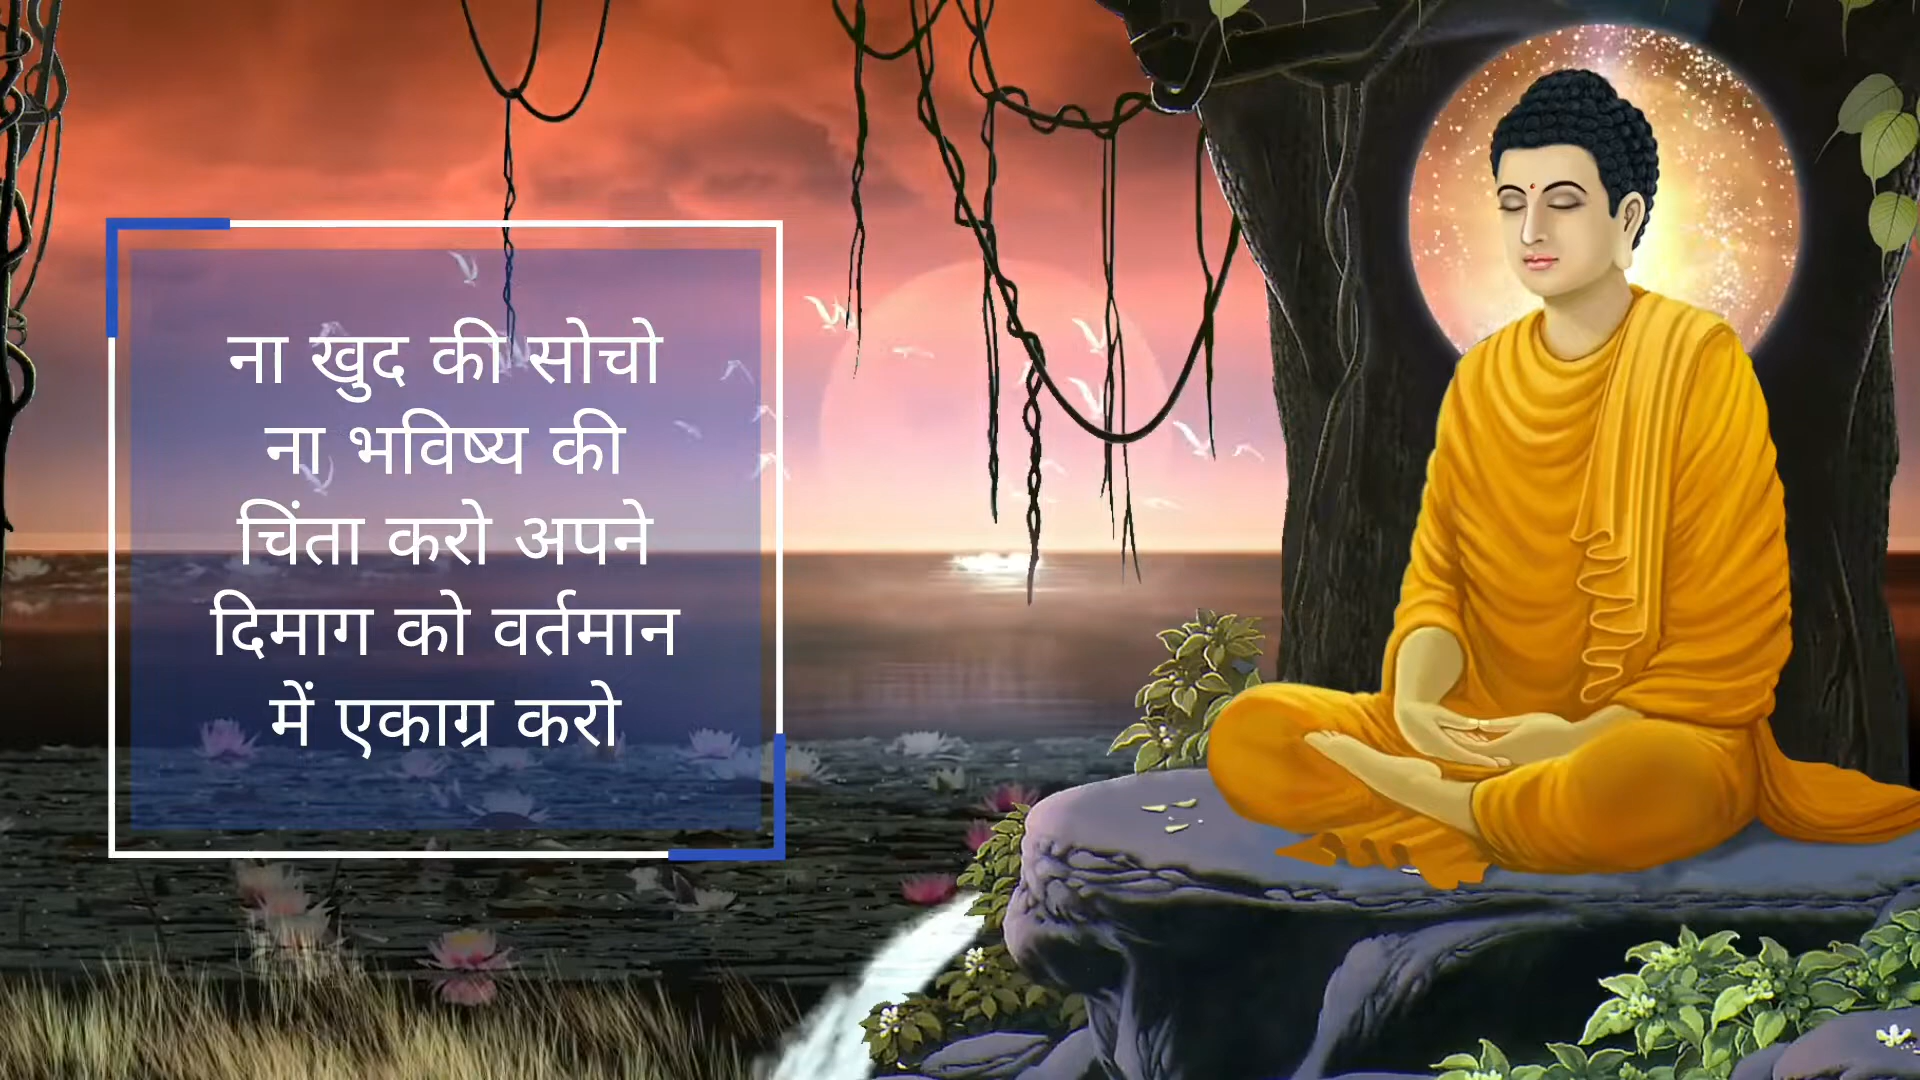 ना खुद की सोचो
ना भविष्य की
चिंता करो अपने
दिमाग को वर्तमान
में एकाग्र करो